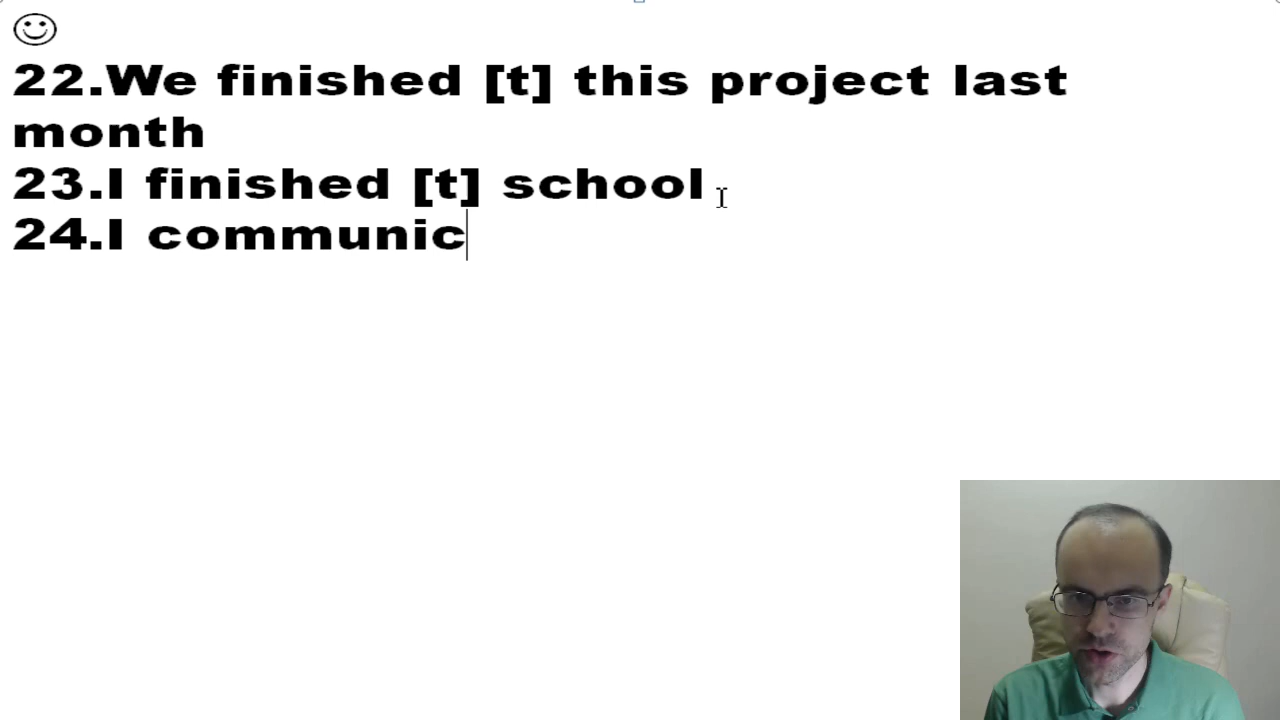 22.We finished [t] this project last
month
23.I finished [t] school
24.I communic